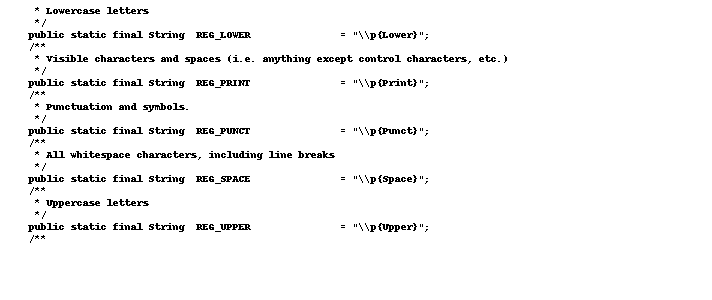 * Lowercase letters
 */
public static final String  REG_LOWER               = "\\p{Lower}";
/**
 * Visible characters and spaces (i.e. anything except control characters, etc.)
 */
public static final String  REG_PRINT               = "\\p{Print}";
/**
 * Punctuation and symbols.
 */
public static final String  REG_PUNCT               = "\\p{Punct}";
/**
 * All whitespace characters, including line breaks
 */
public static final String  REG_SPACE               = "\\p{Space}";
/**
 * Uppercase letters
 */
public static final String  REG_UPPER               = "\\p{Upper}";
/**